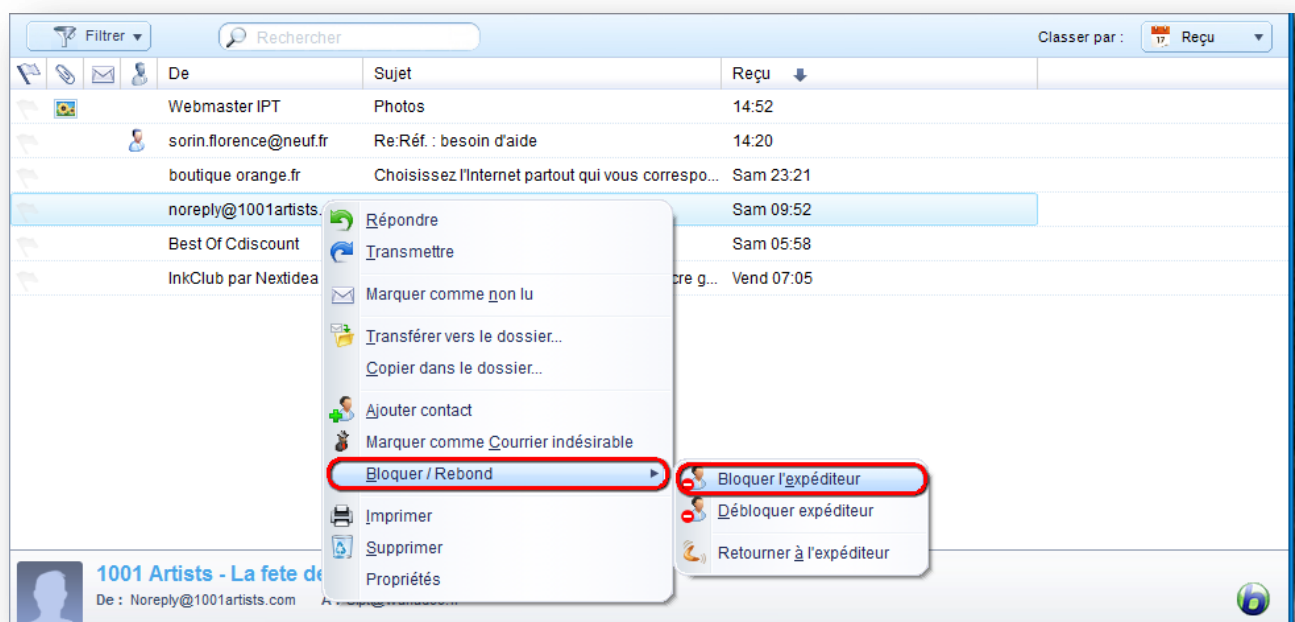 Filtrer
Rechercher
Classer par :
17
Reçu
De
Sujet
Reçu
Webmaster IPT
Photos
14:52
sorin.florence@neuf.fr
Re:Réf. : besoin d'aide
14:20
boutique orange.fr
Choisissez l'Internet partout qui vous correspo...
Sam 23:21
noreply@1001artists.
Sam 09:52
Best Of Cdiscount
Sam 05:58
InkClub par Nextidea
cre g...
Vend 07:05
Répondre
Transmettre
Marquer comme non lu
Transférer vers le dossier...
Copier dans le dossier...
Ajouter contact
Marquer comme Courrier indésirable
Bloquer / Rebond
Imprimer
Supprimer
Propriétés
Bloquer l'expéditeur
Débloquer expéditeur
Retourner à l'expéditeur
1001 Artists - La fete de
De : Noreply@1001artists.com